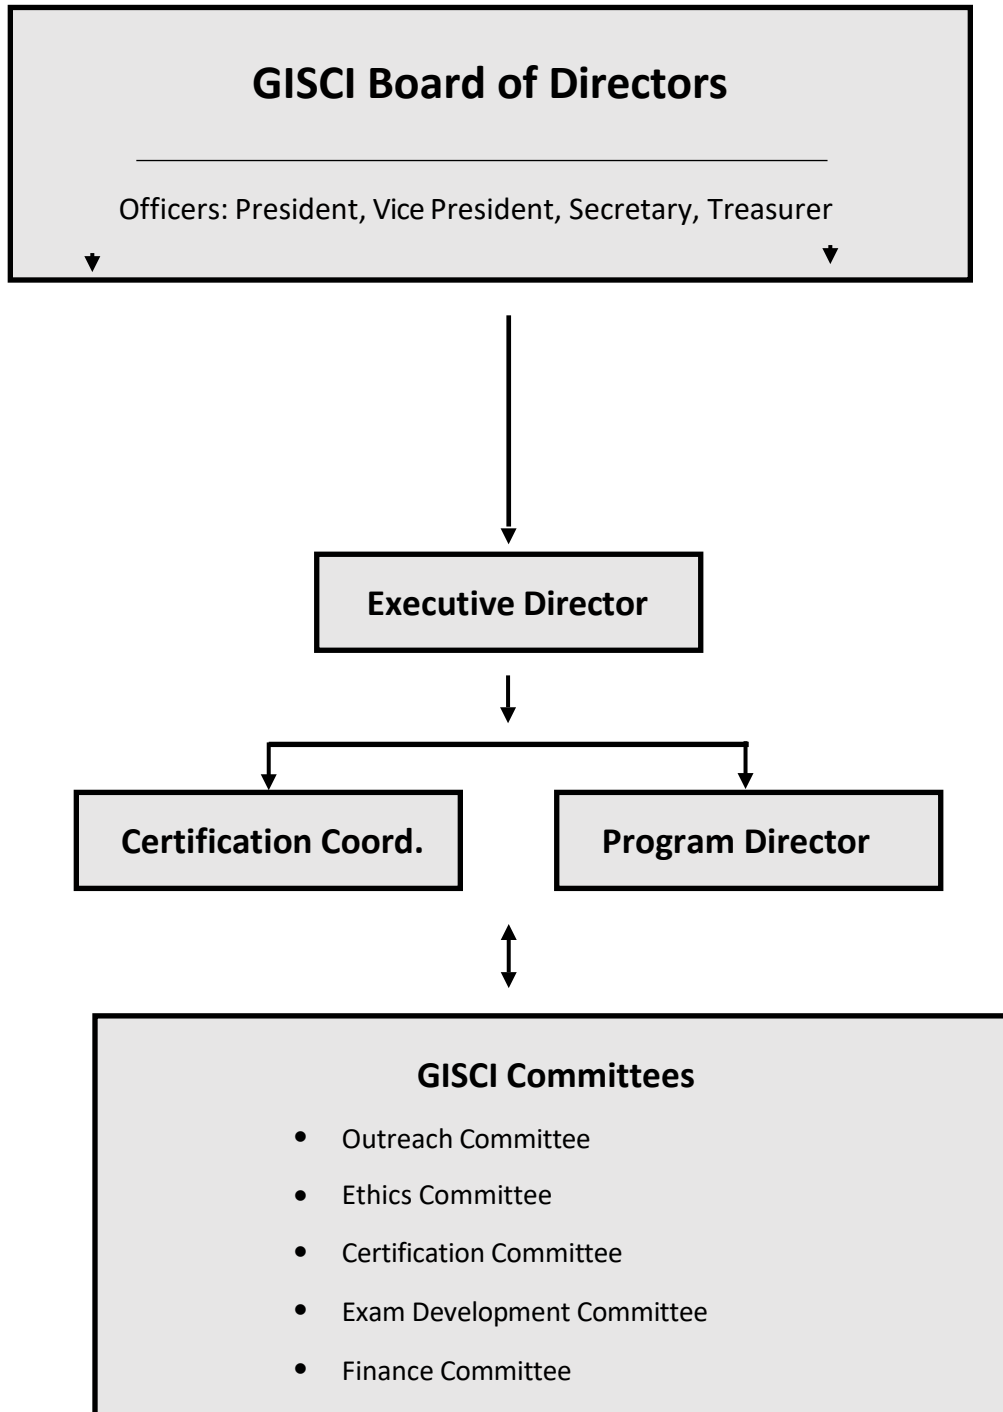 GISCI Board of Directors
Officers: President, Vice President, Secretary, Treasurer
Executive Director
Certification Coord.
Program Director
GISCI Committees
• Outreach Committee
• Ethics Committee
• Certification Committee
• Exam Development Committee
• Finance Committee